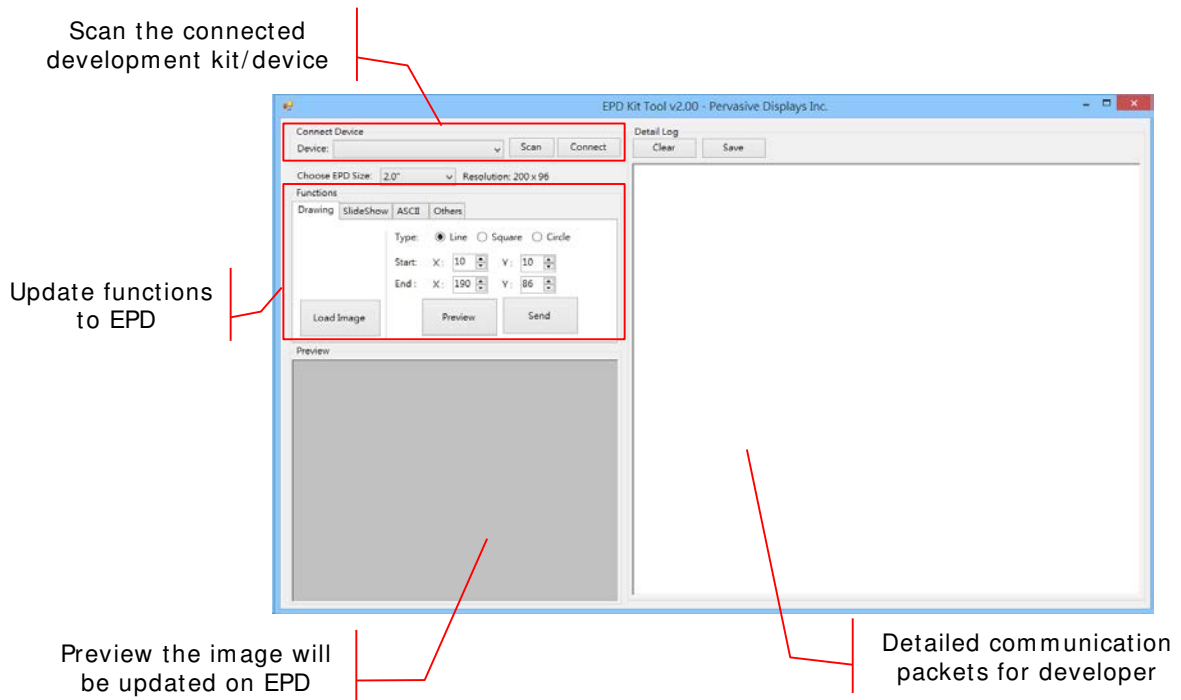 Scan the connected
development kit/device
EPD Kit Tool v2.00 - Pervasive Displays Inc.
Connect Device
Device:
Scan
Connect
Detail Log
Clear
Save
Choose EPD Size: 2.0" Resolution: 200 x 96
Functions
Drawing SlideShow ASCII Others
Type: Line Square Circle
Start: X: 10 Y: 10
End: X: 190 Y: 86
Load Image
Preview
Send
Update functions
to EPD
Preview
Preview the image will
be updated on EPD
Detailed communication
packets for developer